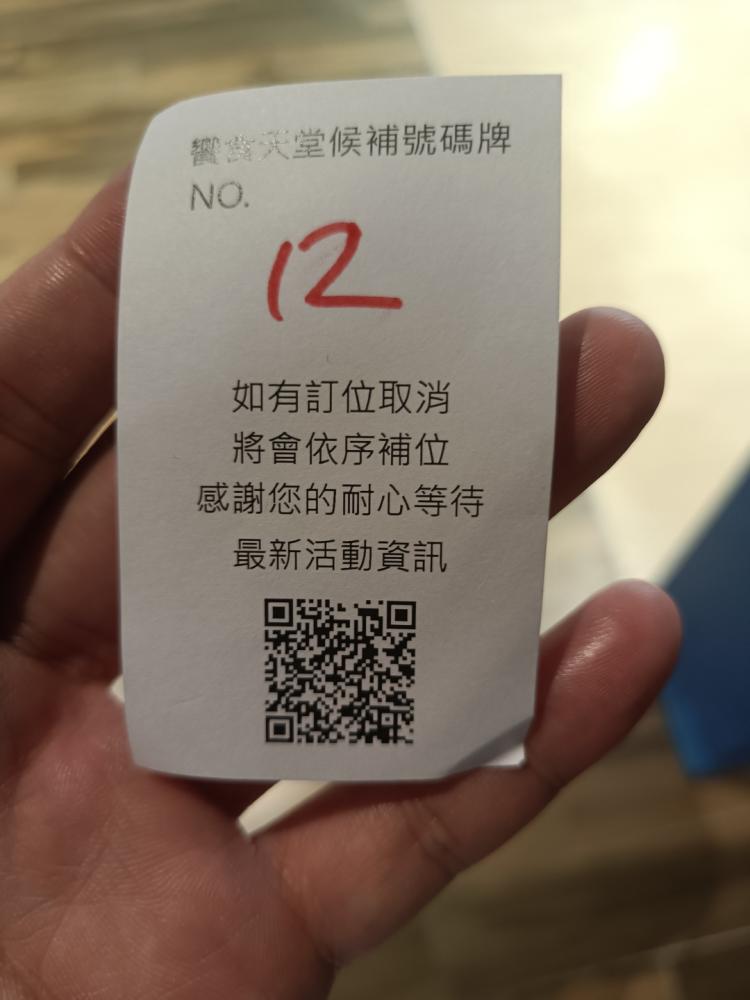 饗食天堂候補號碼牌
NO.
12
如有訂位取消
將會依序補位
感謝您的耐心等待
最新活動資訊